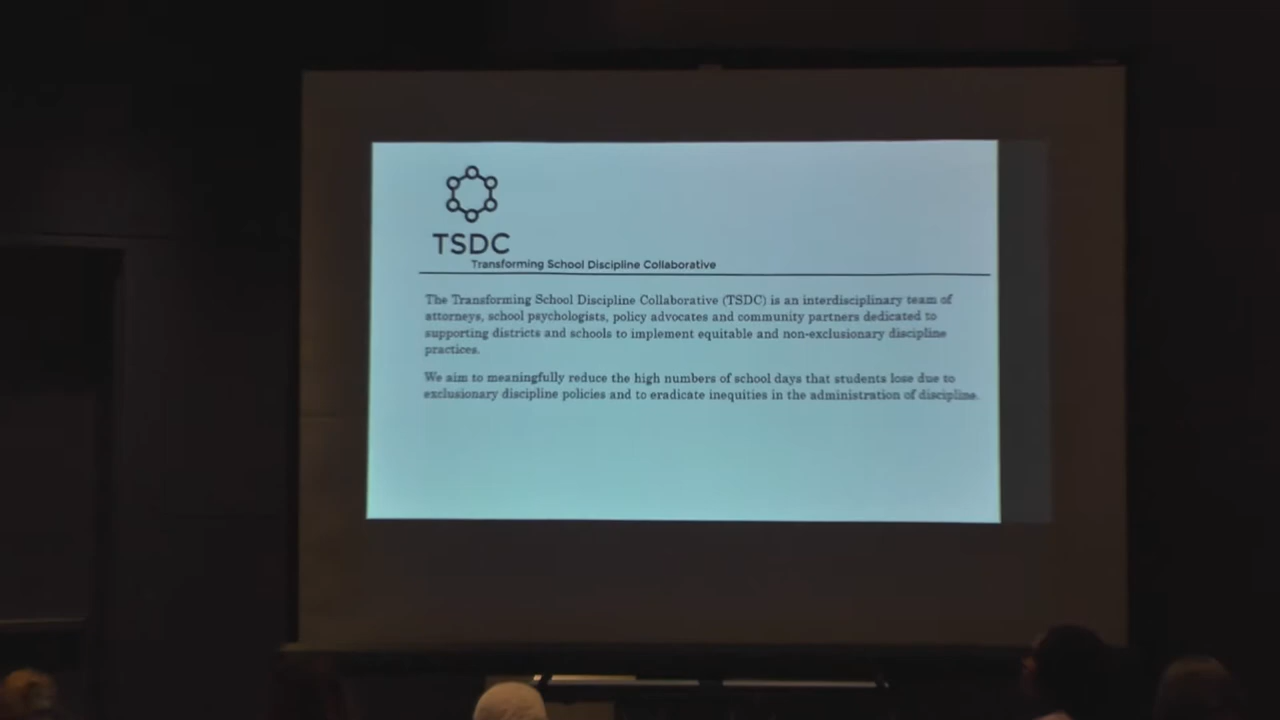 TSDC
Transforming School Discipline Collaborative
The Transforming School Discipline Collaborative (TSDC) is an interdisciplinary team of
attorneys, school psychologists, policy advocates and community partners dedicated to
supporting districts and schools to implement equitable and non-exclusionary discipline
practices.
We aim to meaningfully reduce the high numbers of school days that students lose due to
exclusionary discipline policies and to eradicate inequities in the administration of discipline.